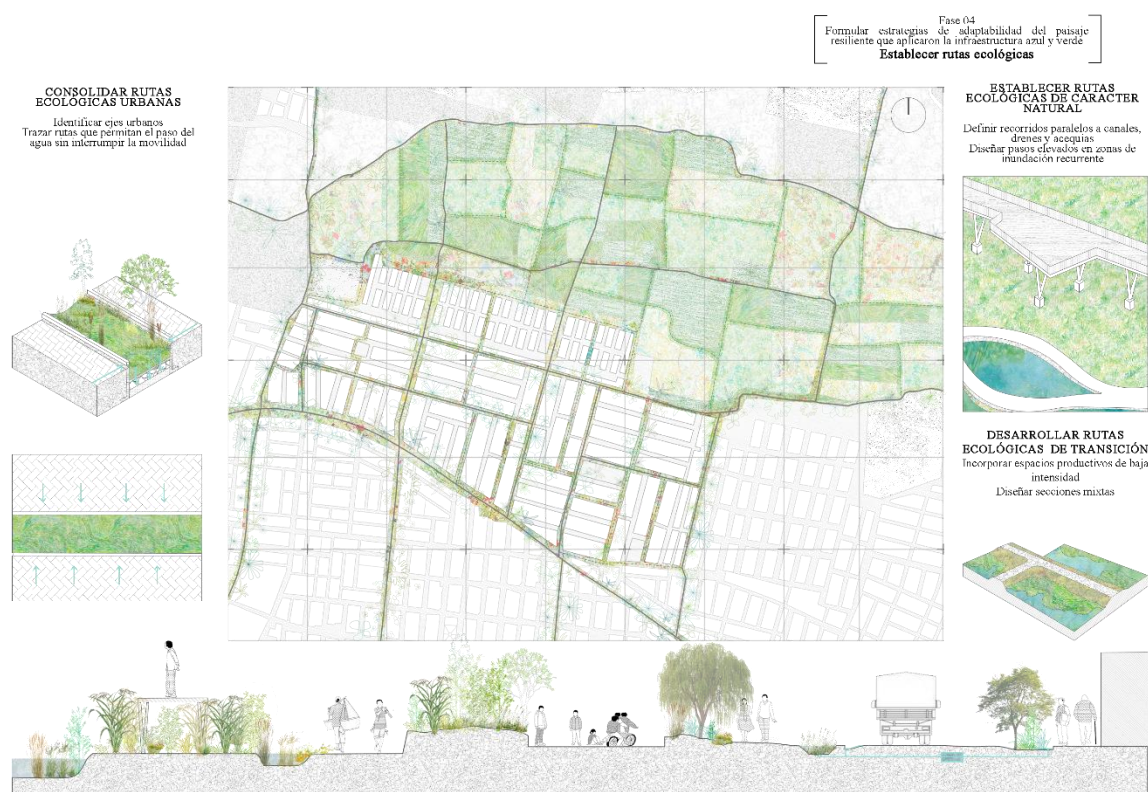 Fase 04
Formular estrategias de adaptabilidad del paisaje
resiliente que aplicaron la infraestructura azul y verde
Establecer rutas ecológicas
CONSOLIDAR RUTAS
ECOLÓGICAS URBANAS
Identificar ejes urbanos
Trazar rutas que permitan el paso del
agua sin interrumpir la movilidad
ESTABLECER RUTAS
ECOLÓGICAS DE CARACTER
NATURAL
Definir recorridos paralelos a canales,
drenes y acequias
Diseñar pasos elevados en zonas de
inundación recurrente
DESARROLLAR RUTAS
ECOLÓGICAS DE TRANSICIÓN
Incorporar espacios productivos de baja
intensidad
Diseñar secciones mixtas